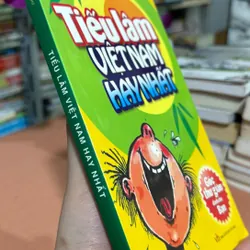 Tiếu lâm
VIỆT NAM
HAY NHẤT
TIẾU LÂM VIỆT NAM HAY NHẤT